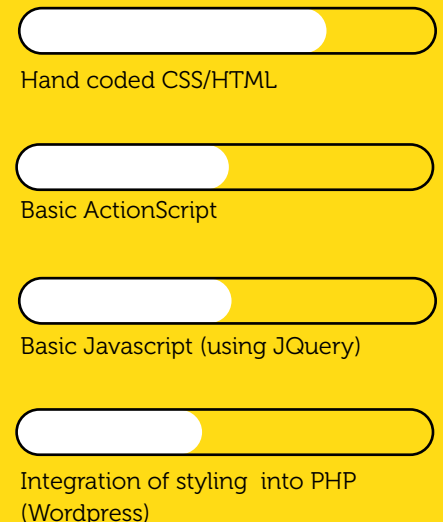 Hand coded CSS/HTML
Basic ActionScript
Basic Javascript (using JQuery)
Integration of styling  into PHP
(Wordpress)